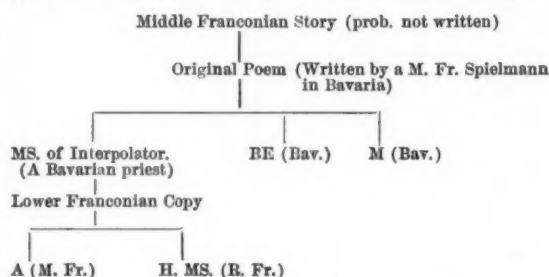 Middle Franconian Story (prob. not written)
Original Poem (Written by a M. Fr. Spielmann
in Bavaria)
MS. of Interpolator. BE (Bav.) M (Bav.)
(A Bavarian priest)
Lower Franconian Copy
A (M. Fr.) H. MS. (R. Fr.)